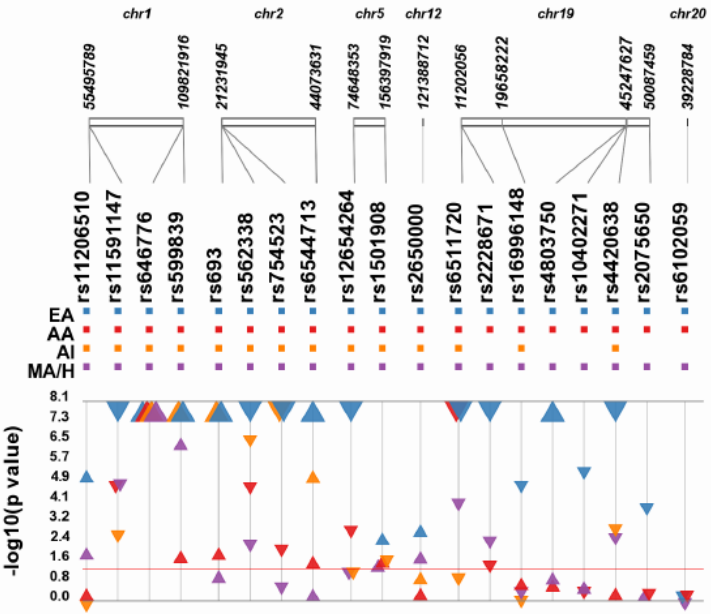 chr1 chr2 chr5 chr12 chr19 chr20
55495789 109821916 21231945 44073631 74648353 156397919 121388712 11202056 19658222 45247627 50087459 39228784
rs11206510 rs11591147 rs646776 rs599839 rs693 rs562338 rs754523 rs6544713 rs12654264 rs1501908 rs2650000 rs6511720 rs2228671 rs16996148 rs4803750 rs10402271 rs4420638 rs2075650 rs6102059
EA
AA
AI
MA/H
-log10(p value)
8.1
7.3
6.5
5.7
4.9
4.1
3.2
2.4
1.6
0.8
0.0